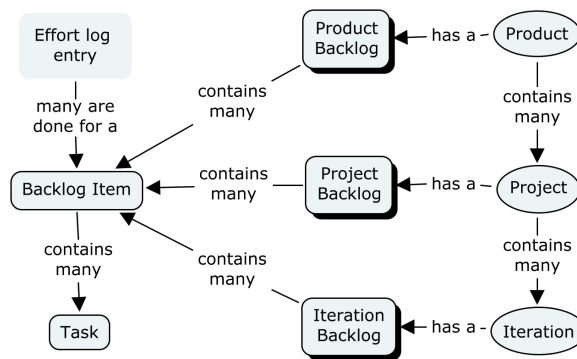 Effort log
entry
many are
done for a
Backlog Item
contains
many
Task
contains
many
contains
many
contains
many
Product
Backlog
Project
Backlog
Iteration
Backlog
has a
has a
has a
Product
contains
many
Project
contains
many
Iteration